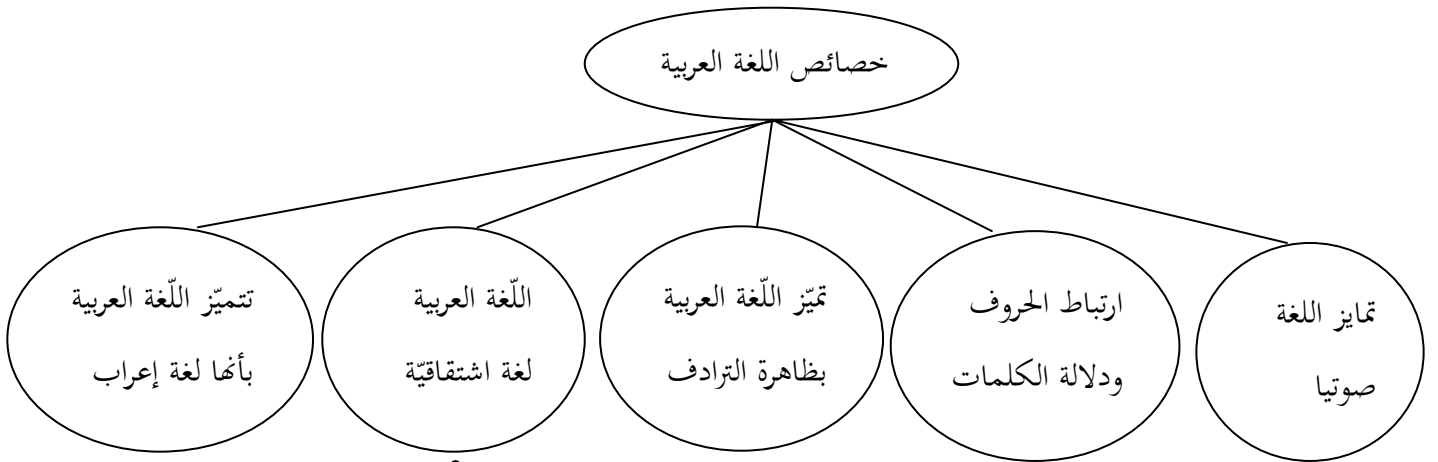 خصائص اللغة العربية
تمايز اللغة
صوتيا
ارتباط الحروف
ودلالة الكلمات
تميّز اللّغة العربية
بظاهرة الترادف
اللّغة العربية
لغة اشتقاقيّة
تتميّز اللّغة العربية
بأنها لغة إعراب